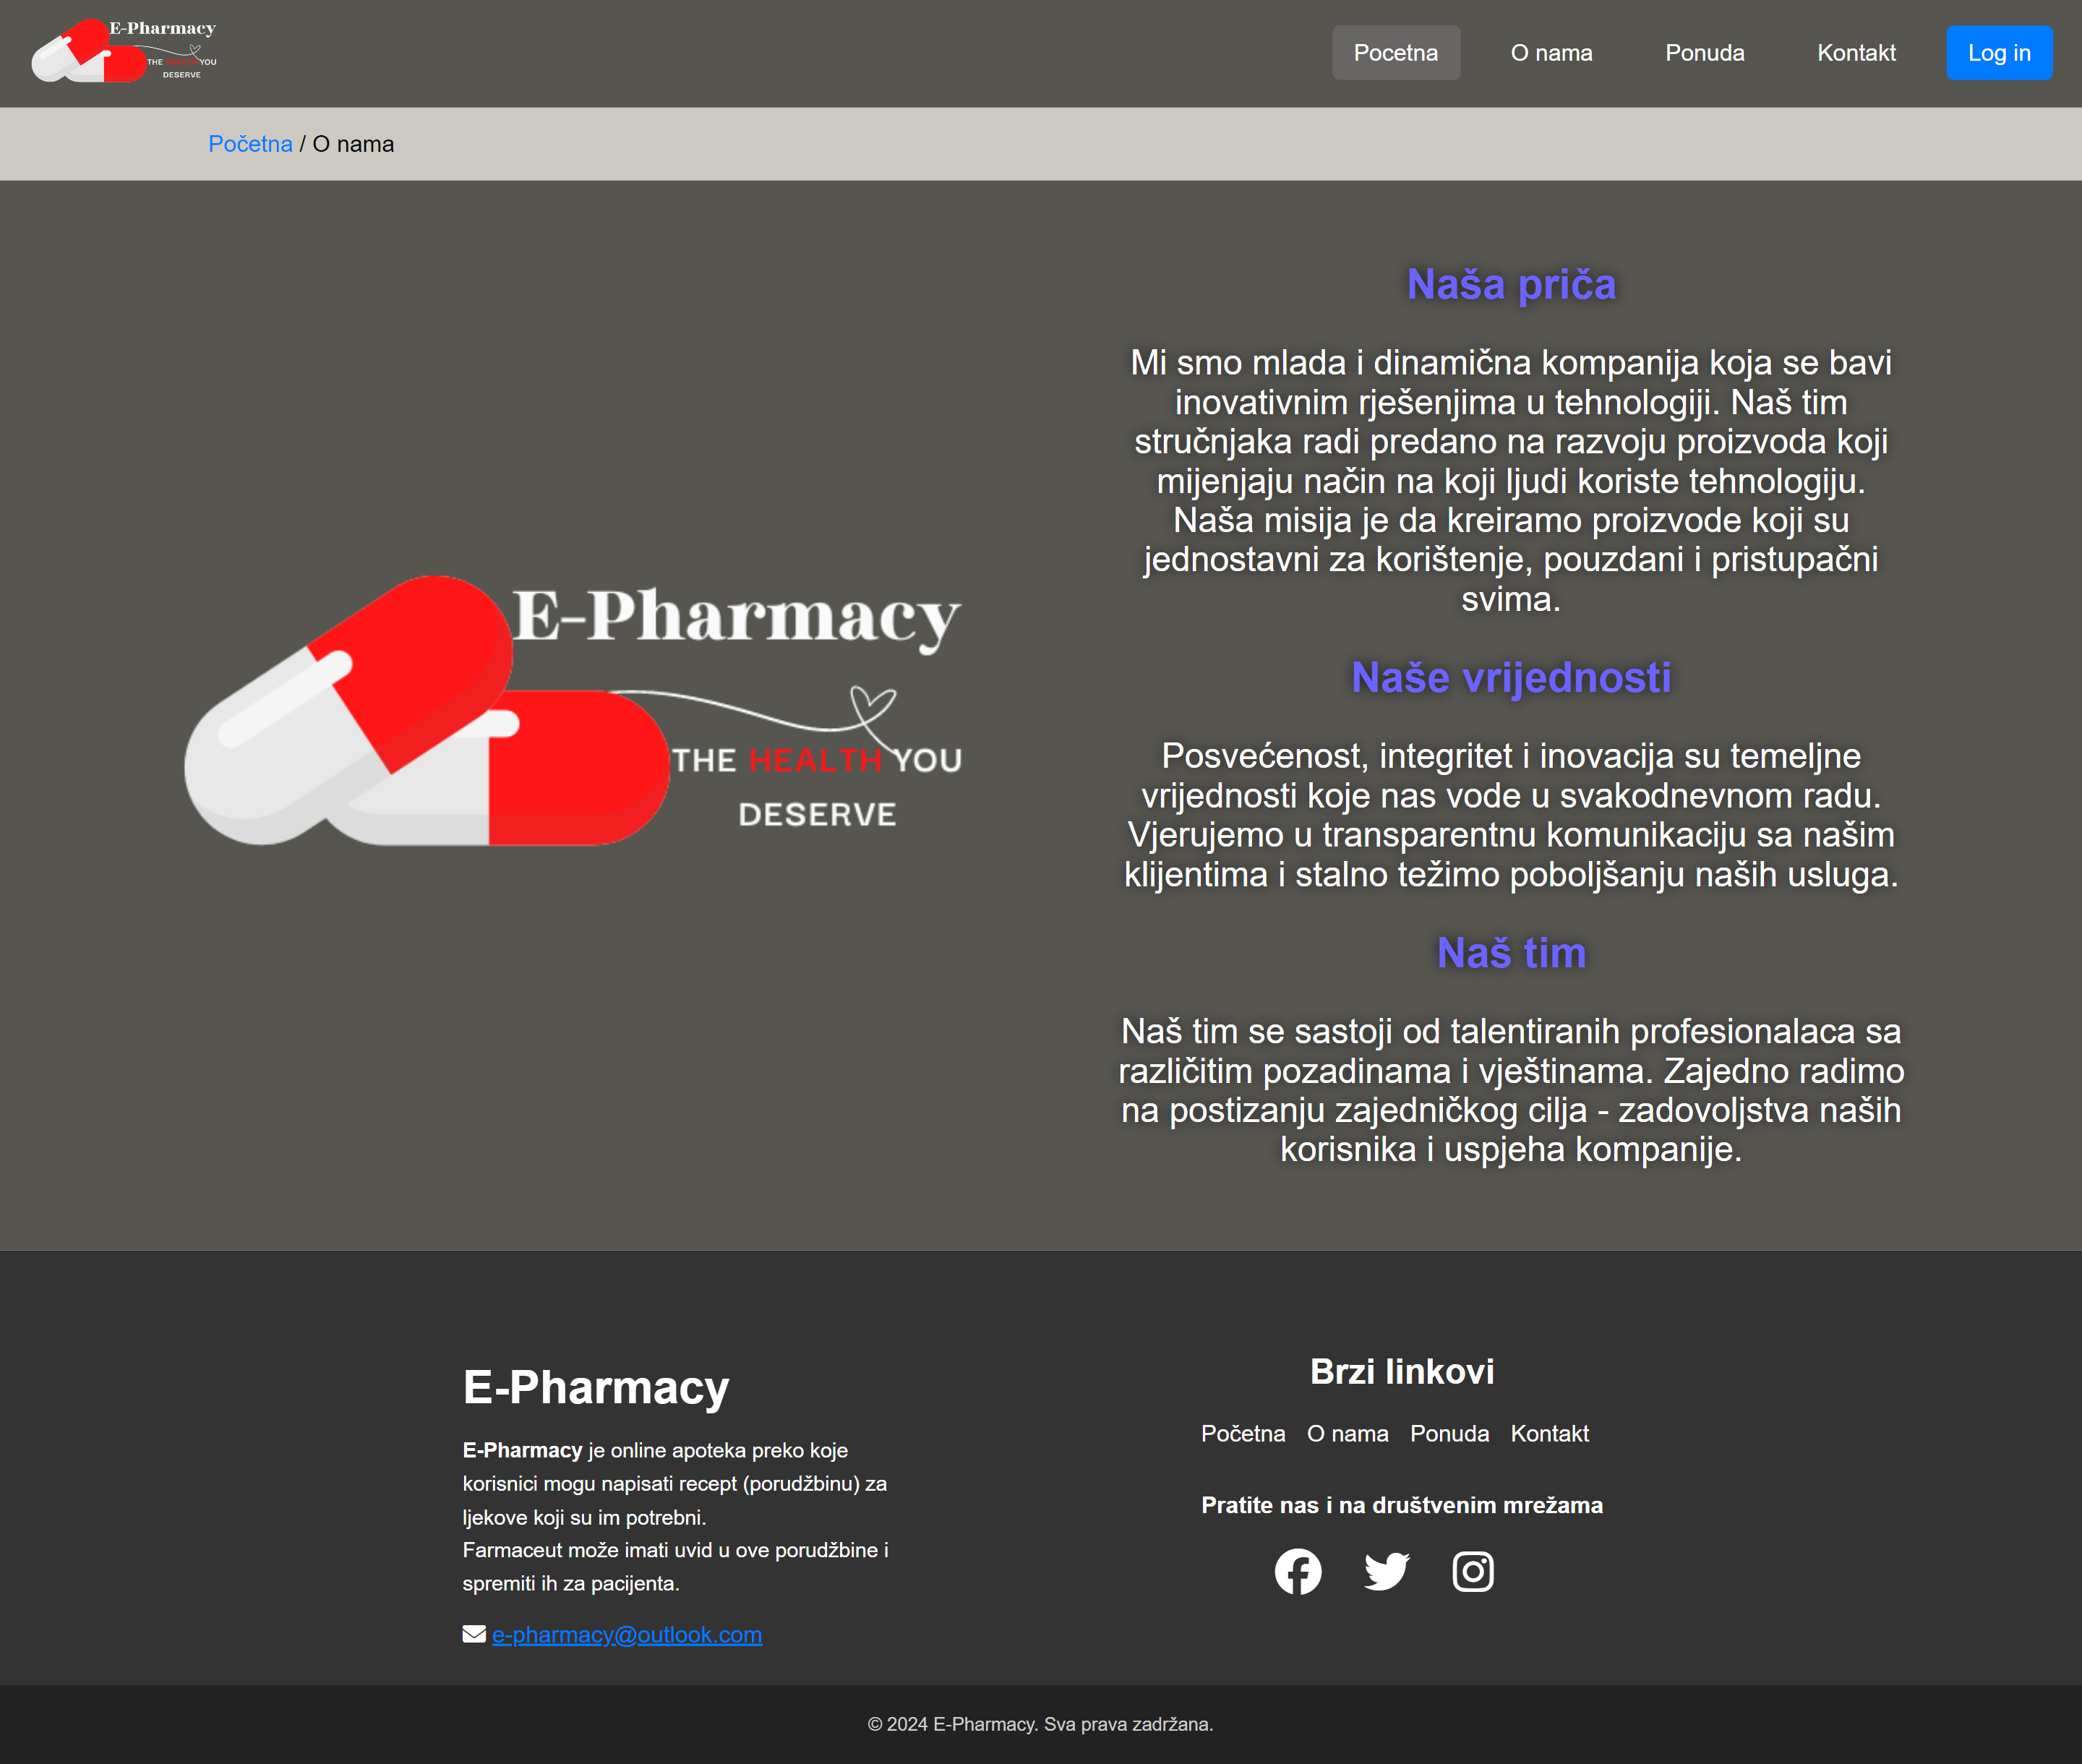 E-Pharmacy
THE HEALTH YOU
DESERVE
Pocetna
O nama
Ponuda
Kontakt
Log in
Početna / O nama
E-Pharmacy
THE HEALTH YOU
DESERVE
Naša priča
Mi smo mlada i dinamična kompanija koja se bavi
inovativnim rješenjima u tehnologiji. Naš tim
stručnjaka radi predano na razvoju proizvoda koji
mijenjaju način na koji ljudi koriste tehnologiju.
Naša misija je da kreiramo proizvode koji su
jednostavni za korištenje, pouzdani i pristupačni
svima.
Naše vrijednosti
Posvećenost, integritet i inovacija su temeljne
vrijednosti koje nas vode u svakodnevnom radu.
Vjerujemo u transparentnu komunikaciju sa našim
klijentima i stalno težimo poboljšanju naših usluga.
Naš tim
Naš tim se sastoji od talentiranih profesionalaca sa
različitim pozadinama i vještinama. Zajedno radimo
na postizanju zajedničkog cilja - zadovoljstva naših
korisnika i uspjeha kompanije.
E-Pharmacy
E-Pharmacy je online apoteka preko koje
korisnici mogu napisati recept (porudžbinu) za
ljekove koji su im potrebni.
Farmaceut može imati uvid u ove porudžbine i
spremiti ih za pacijenta.
e-pharmacy@outlook.com
Brzi linkovi
Početna O nama Ponuda Kontakt
Pratite nas i na društvenim mrežama
© 2024 E-Pharmacy. Sva prava zadržana.